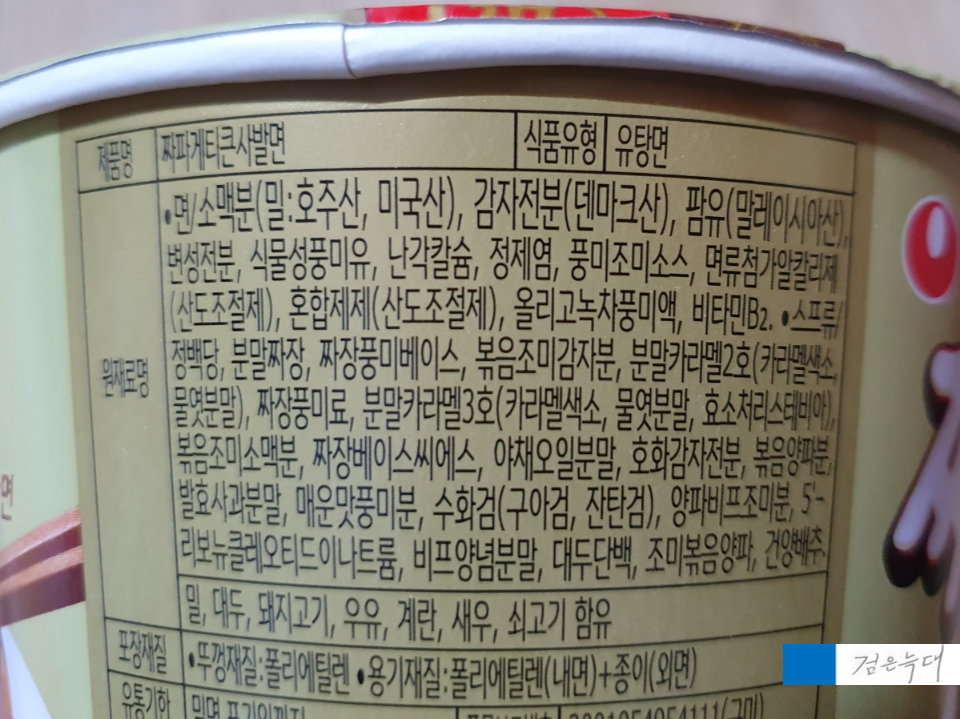 제품명 짜파게티큰사발면 식품유형 유탕면
원재료명
•면/소맥분(밀:호주산, 미국산), 감자전분(덴마크산), 팜유(말레이시아산),
변성전분, 식물성풍미유, 난각칼슘, 정제염, 풍미조미소스, 면류첨가알칼리제
(산도조절제), 혼합제제(산도조절제), 올리고녹차풍미액, 비타민B₂. •스프류/
정백당, 분말짜장, 짜장풍미베이스, 볶음조미감자분, 분말카라멜2호(카라멜색소,
물엿분말), 짜장풍미료, 분말카라멜3호(카라멜색소, 물엿분말, 효소처리스테비아),
볶음조미소맥분, 짜장베이스씨에스, 야채오일분말, 호화감자전분, 볶음양파분,
발효사과분말, 매운맛풍미분, 수화검(구아검, 잔탄검), 양파비프조미분, 5'-
리보뉴클레오티드이나트륨, 비프양념분말, 대두단백, 조미볶음양파, 건양배추.
밀, 대두, 돼지고기, 우유, 계란, 새우, 쇠고기 함유
포장재질 •뚜껑재질:폴리에틸렌 •용기재질:폴리에틸렌(내면)+종이(외면)
유통기한
면
검은늑대